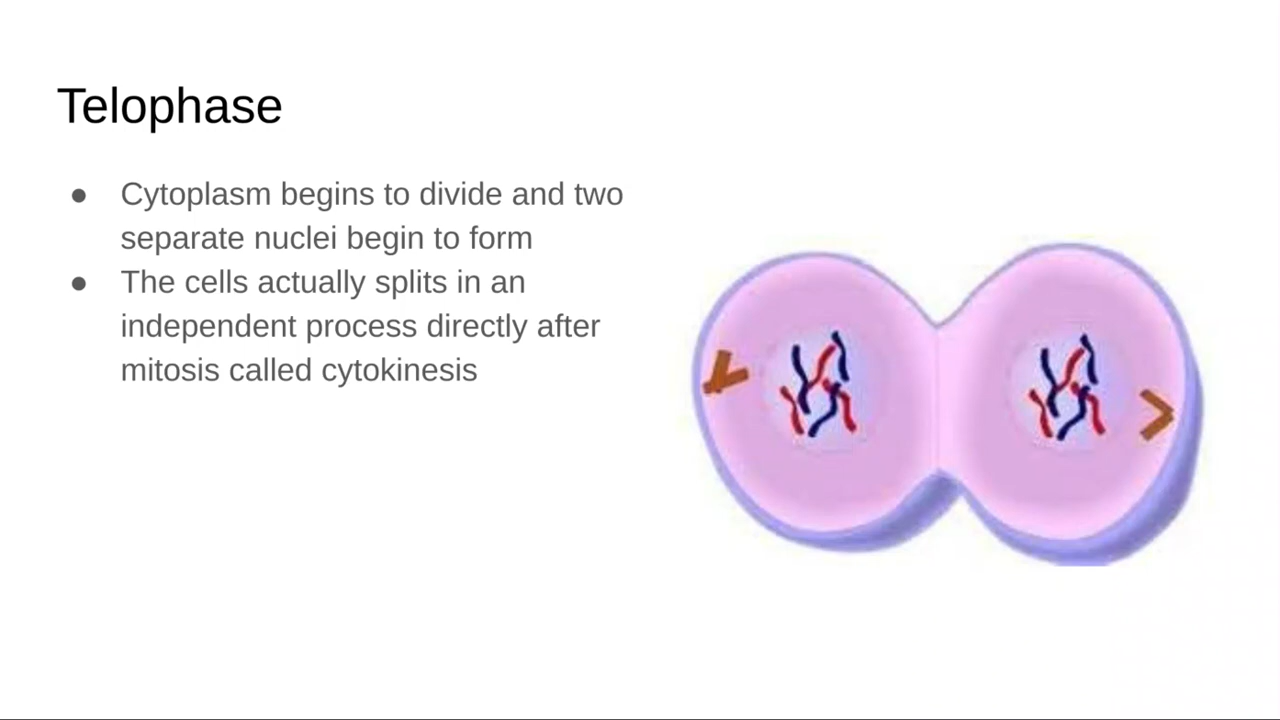 Telophase
● Cytoplasm begins to divide and two
separate nuclei begin to form
● The cells actually splits in an
independent process directly after
mitosis called cytokinesis